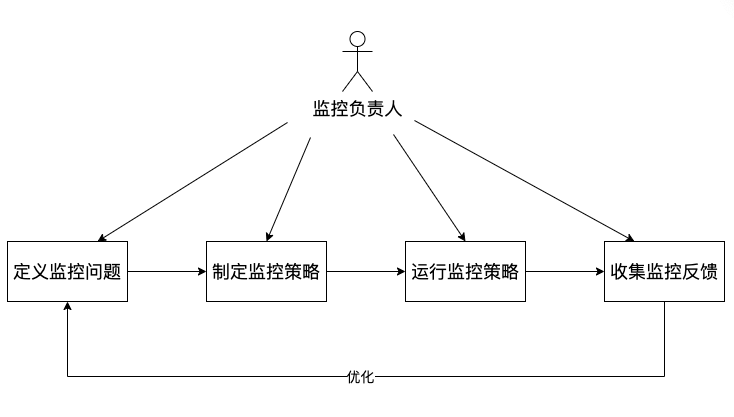 监控负责人
定义监控问题
制定监控策略
运行监控策略
收集监控反馈
优化